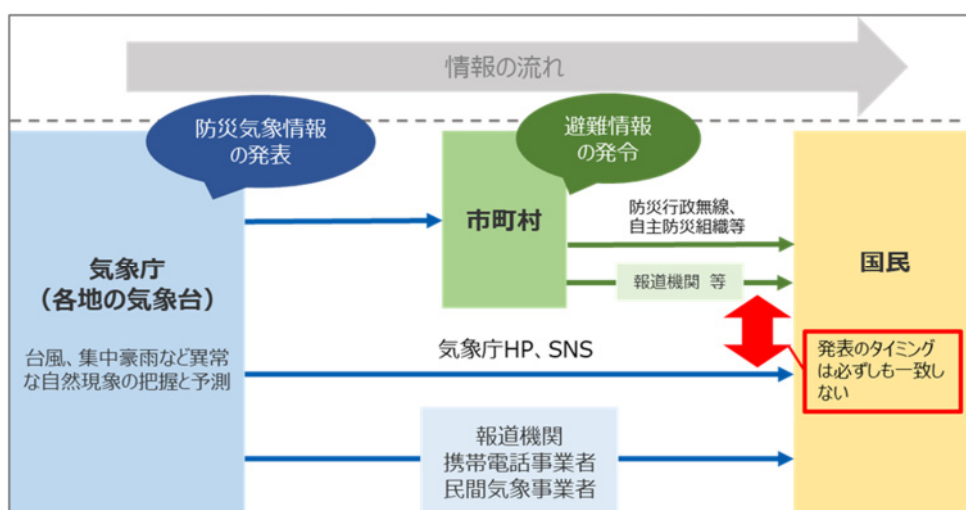 情報の流れ
防災気象情報
の発表
避難情報
の発令
気象庁
（各地の気象台）
台風、集中豪雨など異常
な自然現象の把握と予測
市町村
防災行政無線、
自主防災組織等
報道機関 等
国民
気象庁HP、SNS
発表のタイミング
は必ずしも一致し
ない
報道機関
携帯電話事業者
民間気象事業者